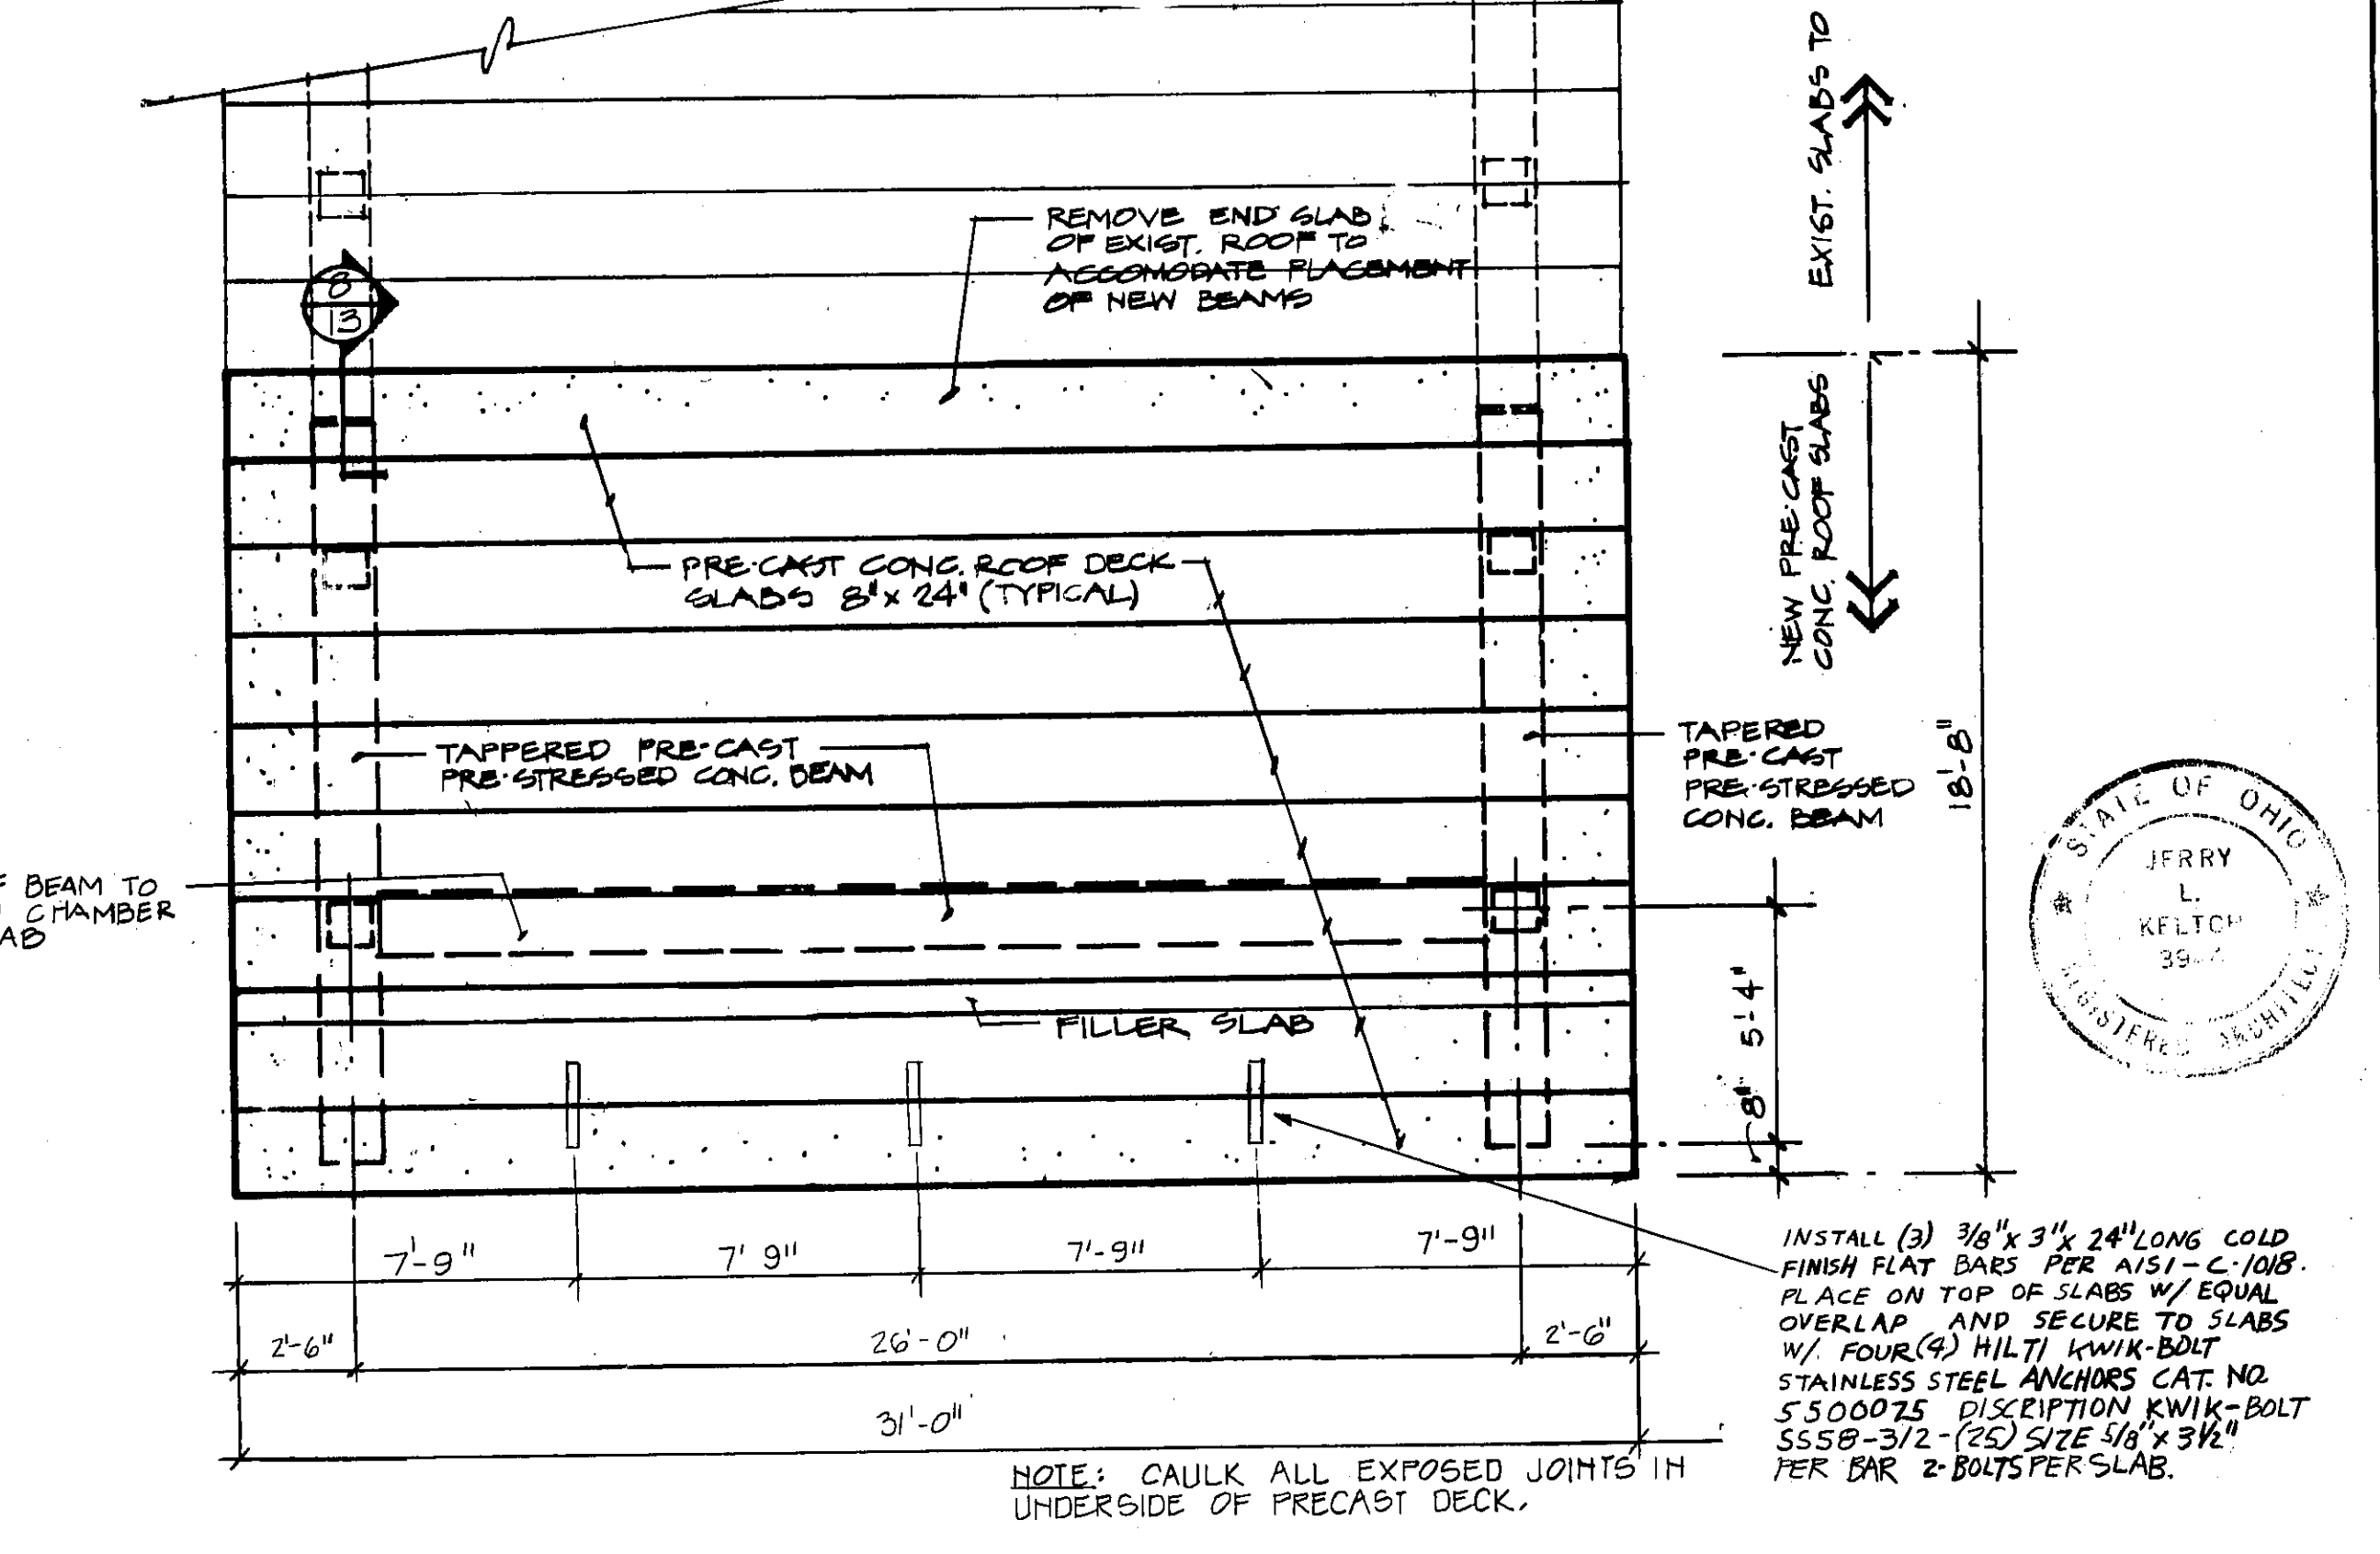 REMOVE END SLAB
OF EXIST. ROOF TO
ACCOMODATE PLACEMENT
OF NEW BEAMS
EXIST. SLABS TO
8
13
NEW PRE-CAST
CONC. ROOF SLABS
PRE-CAST CONC. ROOF DECK
SLABS 8" x 24" (TYPICAL)
TAPPERED PRE-CAST
PRE-STRESSED CONC. BEAM
TAPERED
PRE-CAST
PRE-STRESSED
CONC. BEAM
18'-8"
BEAM TO
CHAMBER
STATE OF OHIO
JERRY
L.
KELTCH
REGISTERED ARCHITECT
5'-4"
8"
FILLER SLAB
7'-9"
7' 9"
7'-9"
7'-9"
2'-6"
26'-0"
2'-6"
31'-0"
INSTALL (3) 3/8" x 3" x 24" LONG COLD
FINISH FLAT BARS PER AISI-C-1018.
PLACE ON TOP OF SLABS W/ EQUAL
OVERLAP AND SECURE TO SLABS
W/. FOUR (4) HILTI KWIK-BOLT
STAINLESS STEEL ANCHORS CAT. NO.
5500075 DISCRIPTION KWIK-BOLT
SS58-312-(25) SIZE 5/8" x 3 1/2"
PER BAR 2-BOLTS PER SLAB.
NOTE: CAULK ALL EXPOSED JOINTS IN
UNDERSIDE OF PRECAST DECK.